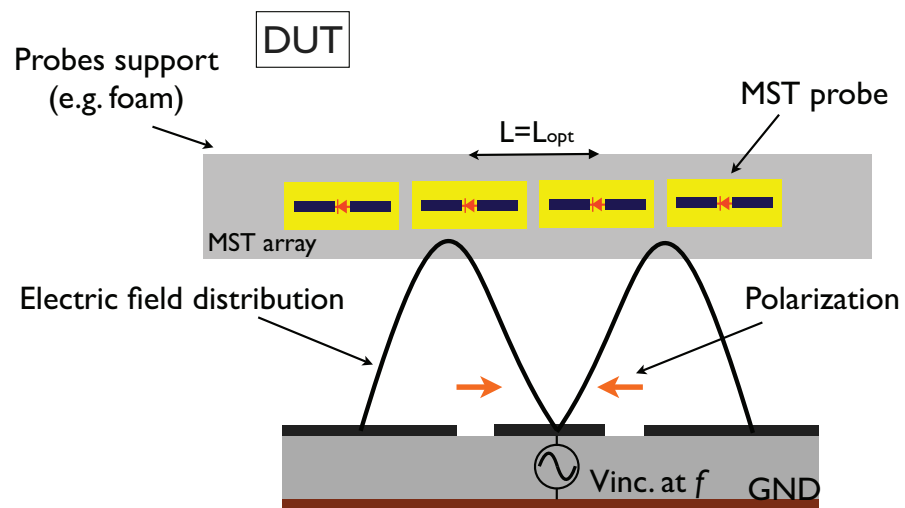 DUT
Probes support
(e.g. foam)
MST probe
L=Lopt
MST array
Electric field distribution
Polarization
Vinc. at f
GND